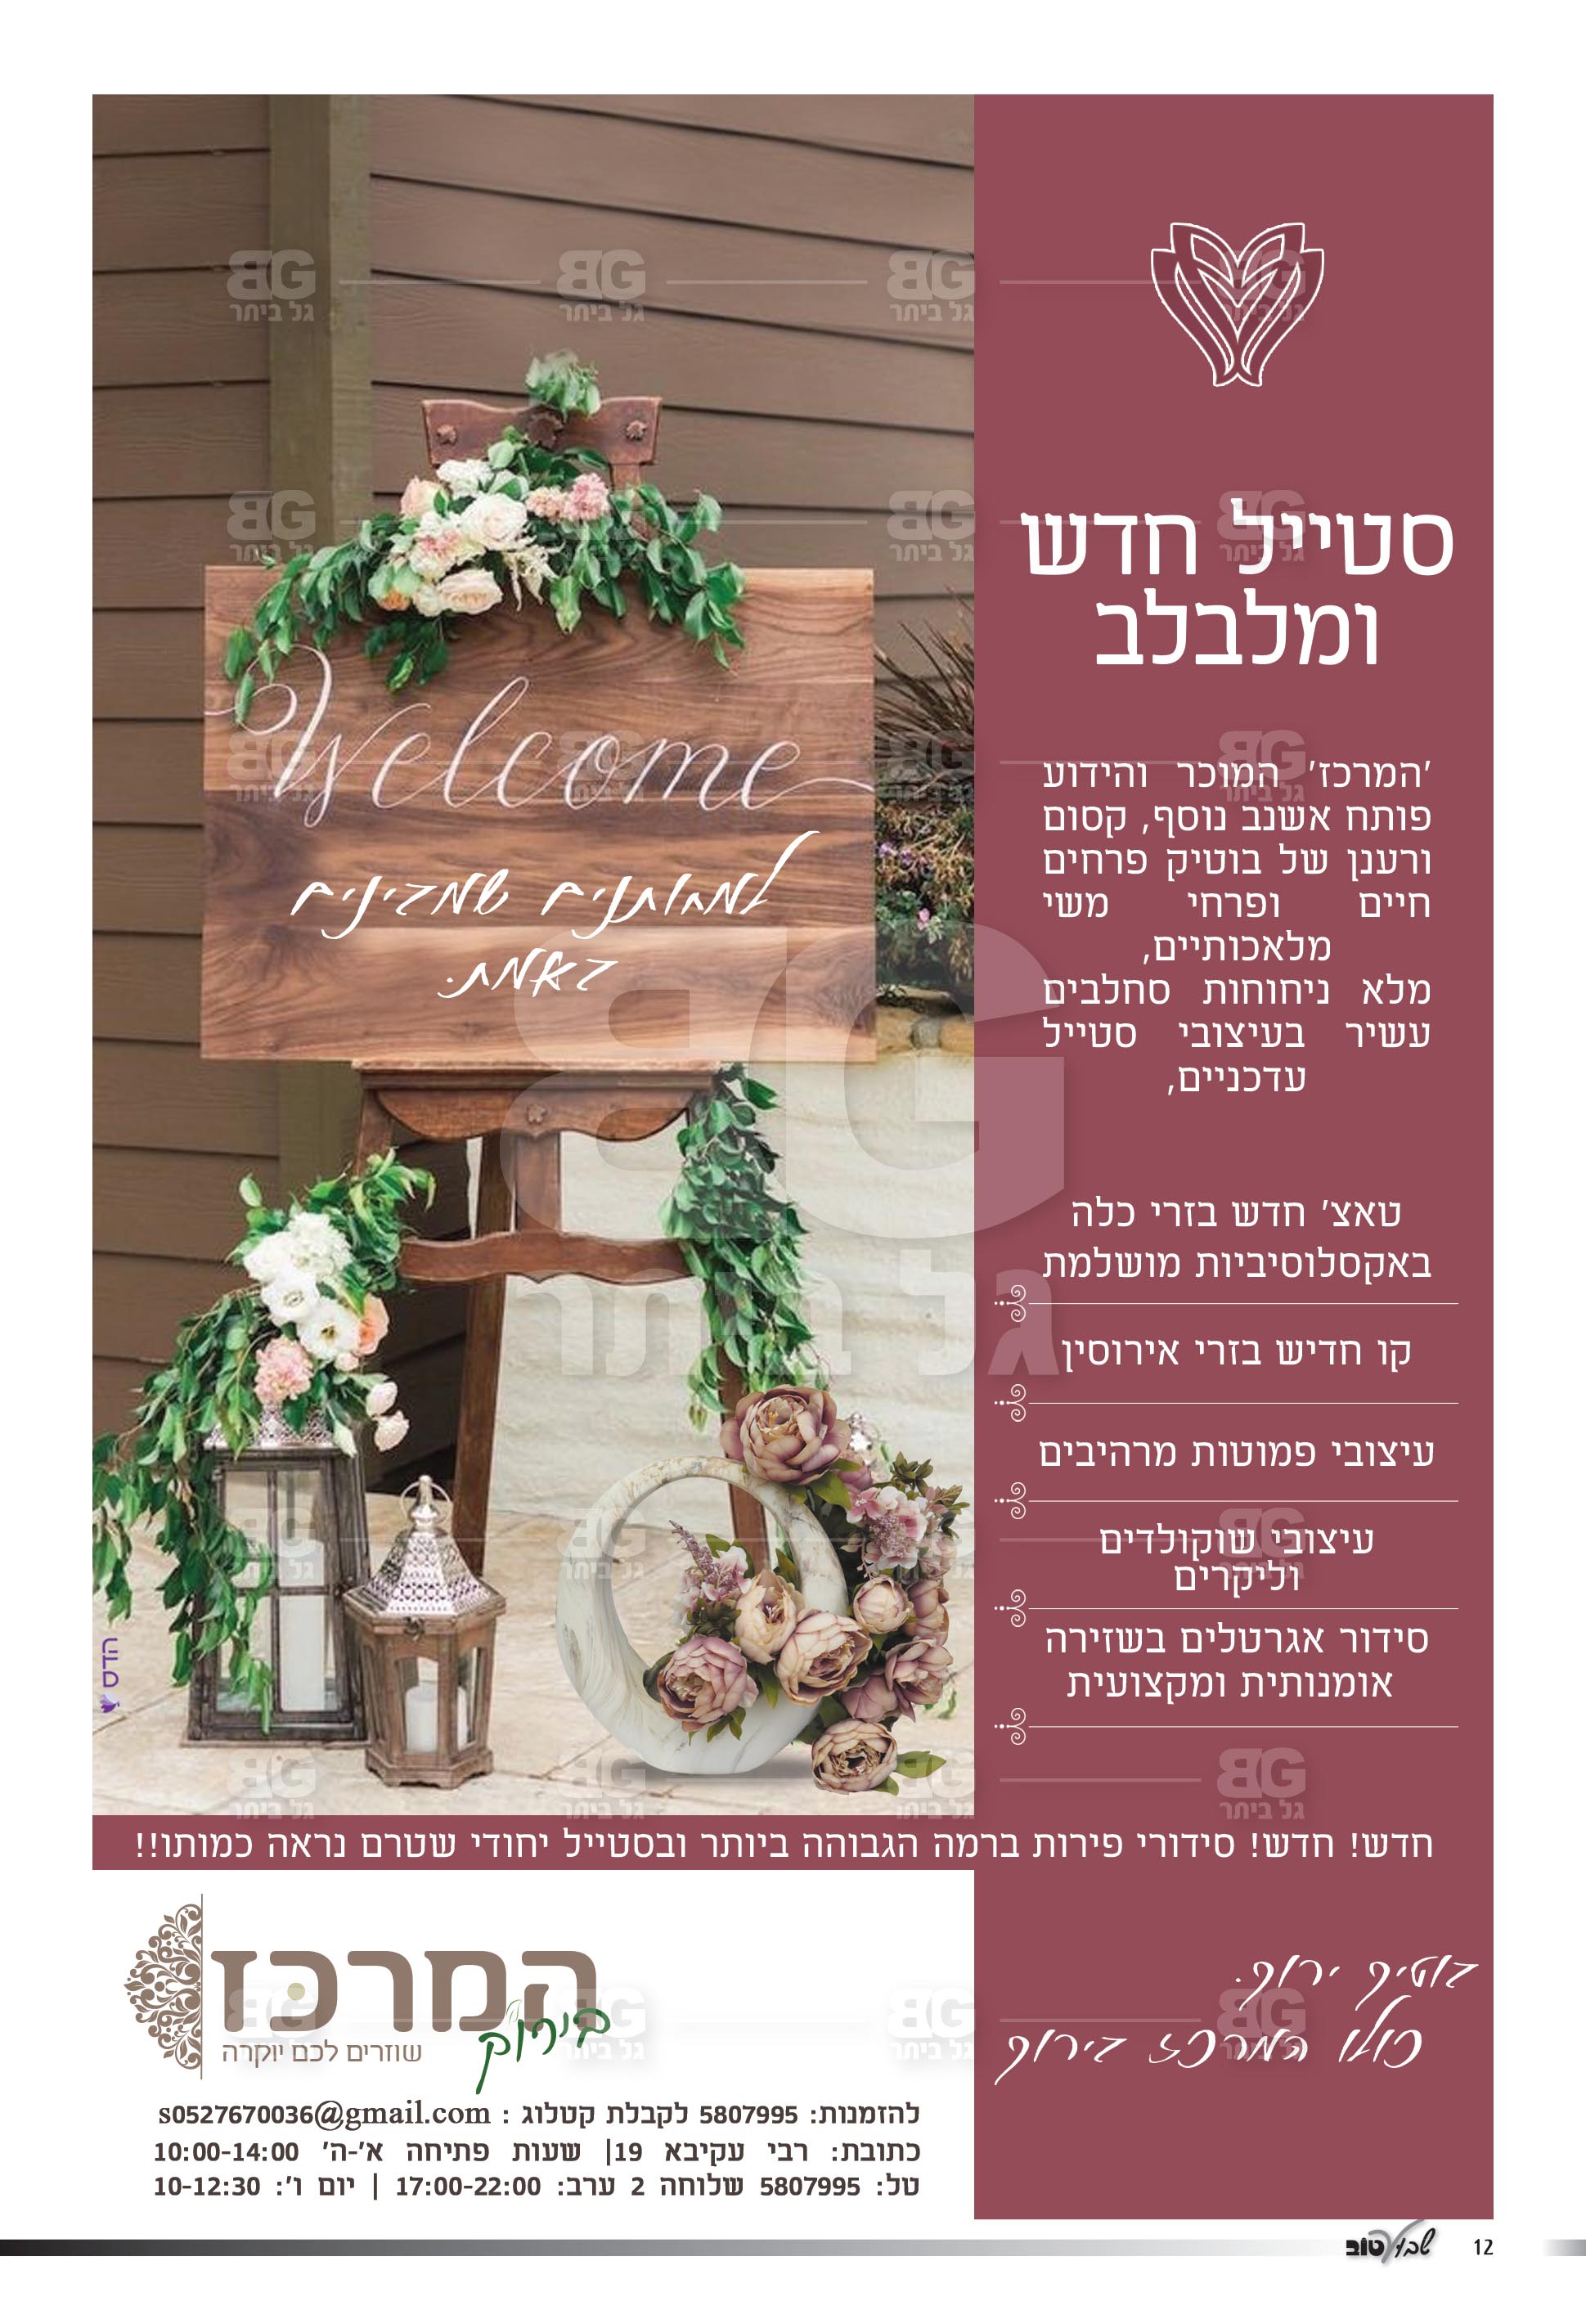 סטייל חדש
ומלבלב
'המרכז' המוכר והידוע
פותח אשנב נוסף, קסום
ורענן של בוטיק פרחים
חיים ופרחי משי
מלאכותיים,
מלא ניחוחות סחלבים
עשיר בעיצובי סטייל
עדכניים,
טאצ' חדש בזרי כלה
באקסלוסיביות מושלמת
קו חדיש בזרי אירוסין
עיצובי פמוטות מרהיבים
עיצובי שוקולדים
וליקרים
סידור אגרטלים בשזירה
אומנותית ומקצועית
Welcome
למחותנים שמבינים
באמת.
הדס
חדש! חדש! סידורי פירות ברמה הגבוהה ביותר ובסטייל יחודי שטרם נראה כמותו!!
בוטיק ירוק.
כולו המרכז בירוק
המרכז
בירוק
שוזרים לכם יוקרה
להזמנות: 5807995 לקבלת קטלוג : s0527670036@gmail.com
כתובת: רבי עקיבא 19| שעות פתיחה א'-ה' 10:00-14:00
טל: 5807995 שלוחה 2 ערב: 17:00-22:00 | יום ו': 10-12:30
BG
גל ביתר
שבוע טוב
12